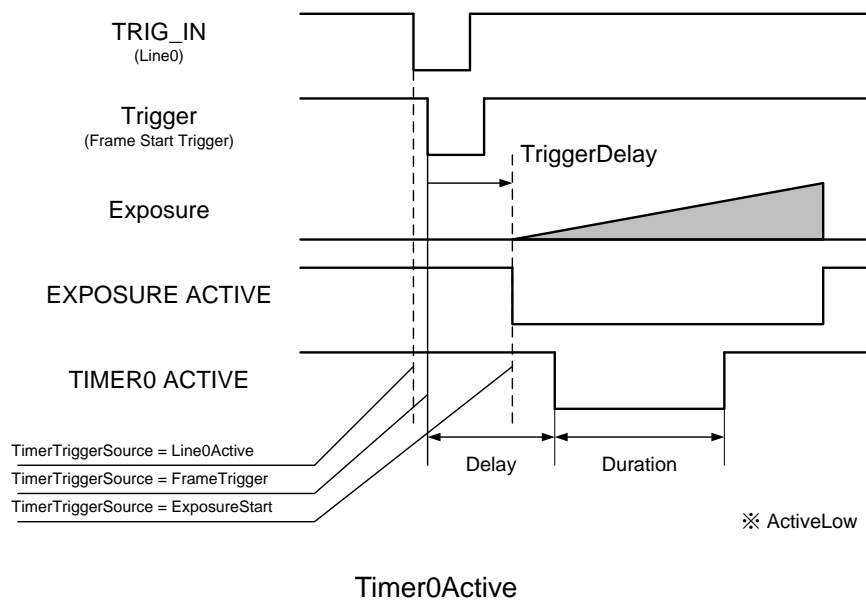 TRIG_IN
(Line0)
Trigger
(Frame Start Trigger)
TriggerDelay
Exposure
EXPOSURE ACTIVE
TIMER0 ACTIVE
TimerTriggerSource = Line0Active
TimerTriggerSource = FrameTrigger
TimerTriggerSource = ExposureStart
Delay
Duration
※ ActiveLow
Timer0Active